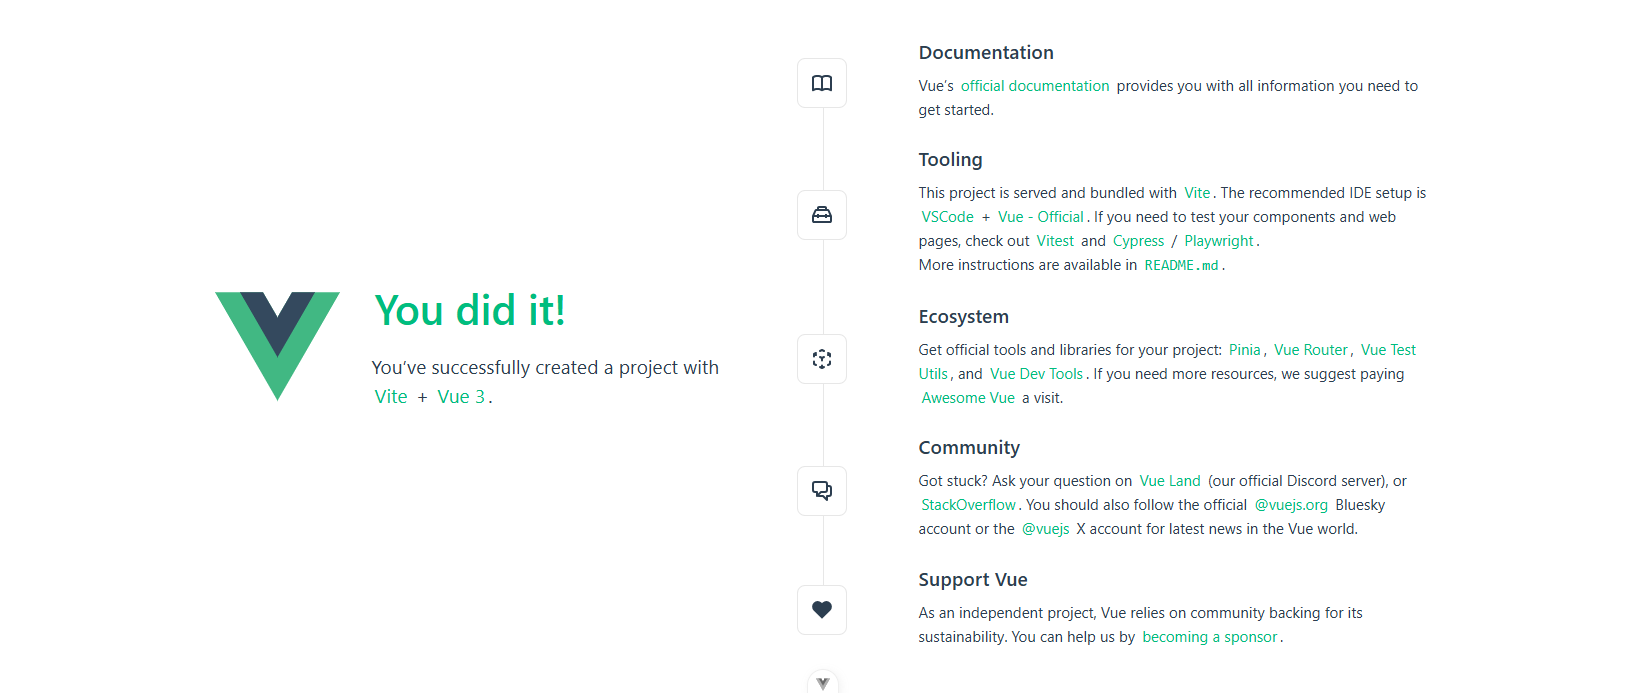 You did it!
You’ve successfully created a project with
Vite + Vue 3.
Documentation
Vue’s official documentation provides you with all information you need to
get started.
Tooling
This project is served and bundled with Vite. The recommended IDE setup is
VSCode + Vue - Official. If you need to test your components and web
pages, check out Vitest and Cypress / Playwright.
More instructions are available in README.md.
Ecosystem
Get official tools and libraries for your project: Pinia, Vue Router, Vue Test
Utils, and Vue Dev Tools. If you need more resources, we suggest paying
Awesome Vue a visit.
Community
Got stuck? Ask your question on Vue Land (our official Discord server), or
StackOverflow. You should also follow the official @vuejs.org Bluesky
account or the @vuejs X account for latest news in the Vue world.
Support Vue
As an independent project, Vue relies on community backing for its
sustainability. You can help us by becoming a sponsor.